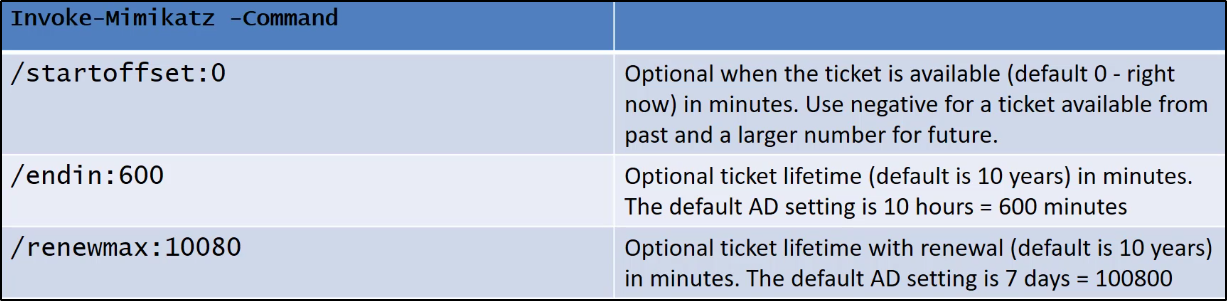 Invoke-Mimikatz -Command
/startoffset:0
Optional when the ticket is available (default 0 - right
now) in minutes. Use negative for a ticket available from
past and a larger number for future.
/endin:600
Optional ticket lifetime (default is 10 years) in minutes.
The default AD setting is 10 hours = 600 minutes
/renewmax:10080
Optional ticket lifetime with renewal (default is 10 years)
in minutes. The default AD setting is 7 days = 100800